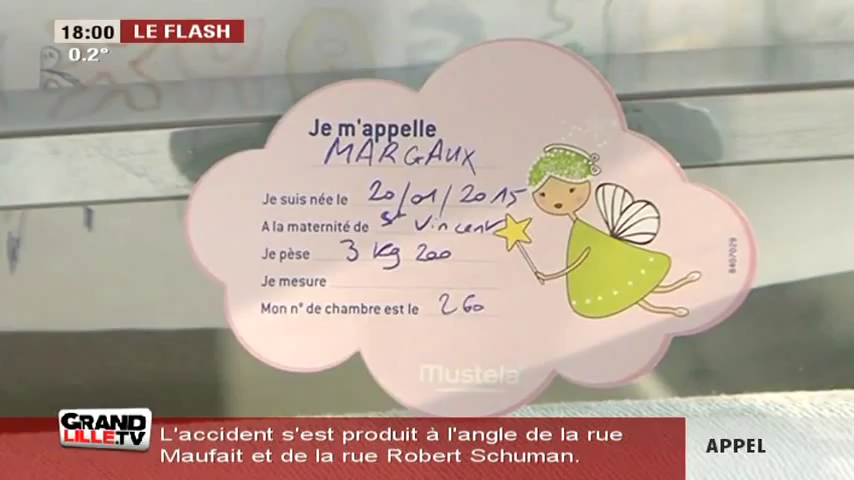 18:00 LE FLASH
0.2°
Je m'appelle
MARGAUX
Je suis née le 20/01/2015
A la maternité de St Vincent
Je pèse 3 kg 200
Je mesure
Mon n° de chambre est le 260
8407029
Mustela
GRAND
LILLE.TV
L'accident s'est produit à l'angle de la rue
Maufait et de la rue Robert Schuman.
APPEL